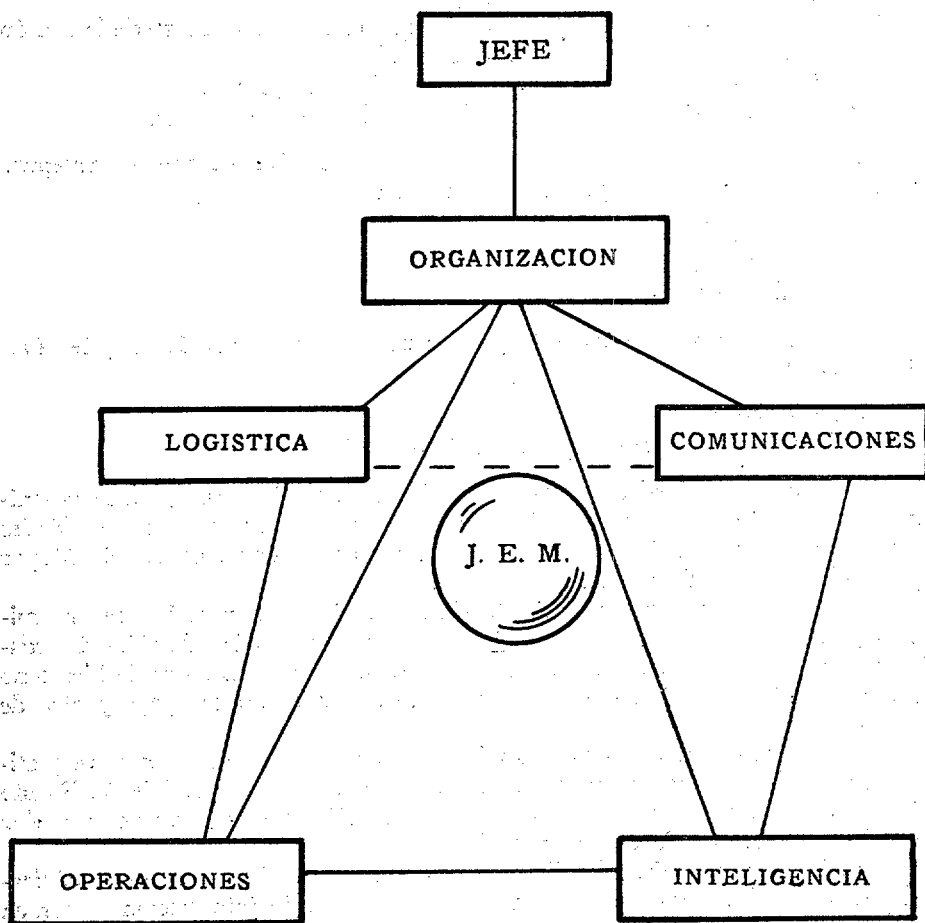 JEFE
ORGANIZACION
LOGISTICA
COMUNICACIONES
J. E. M.
OPERACIONES
INTELIGENCIA